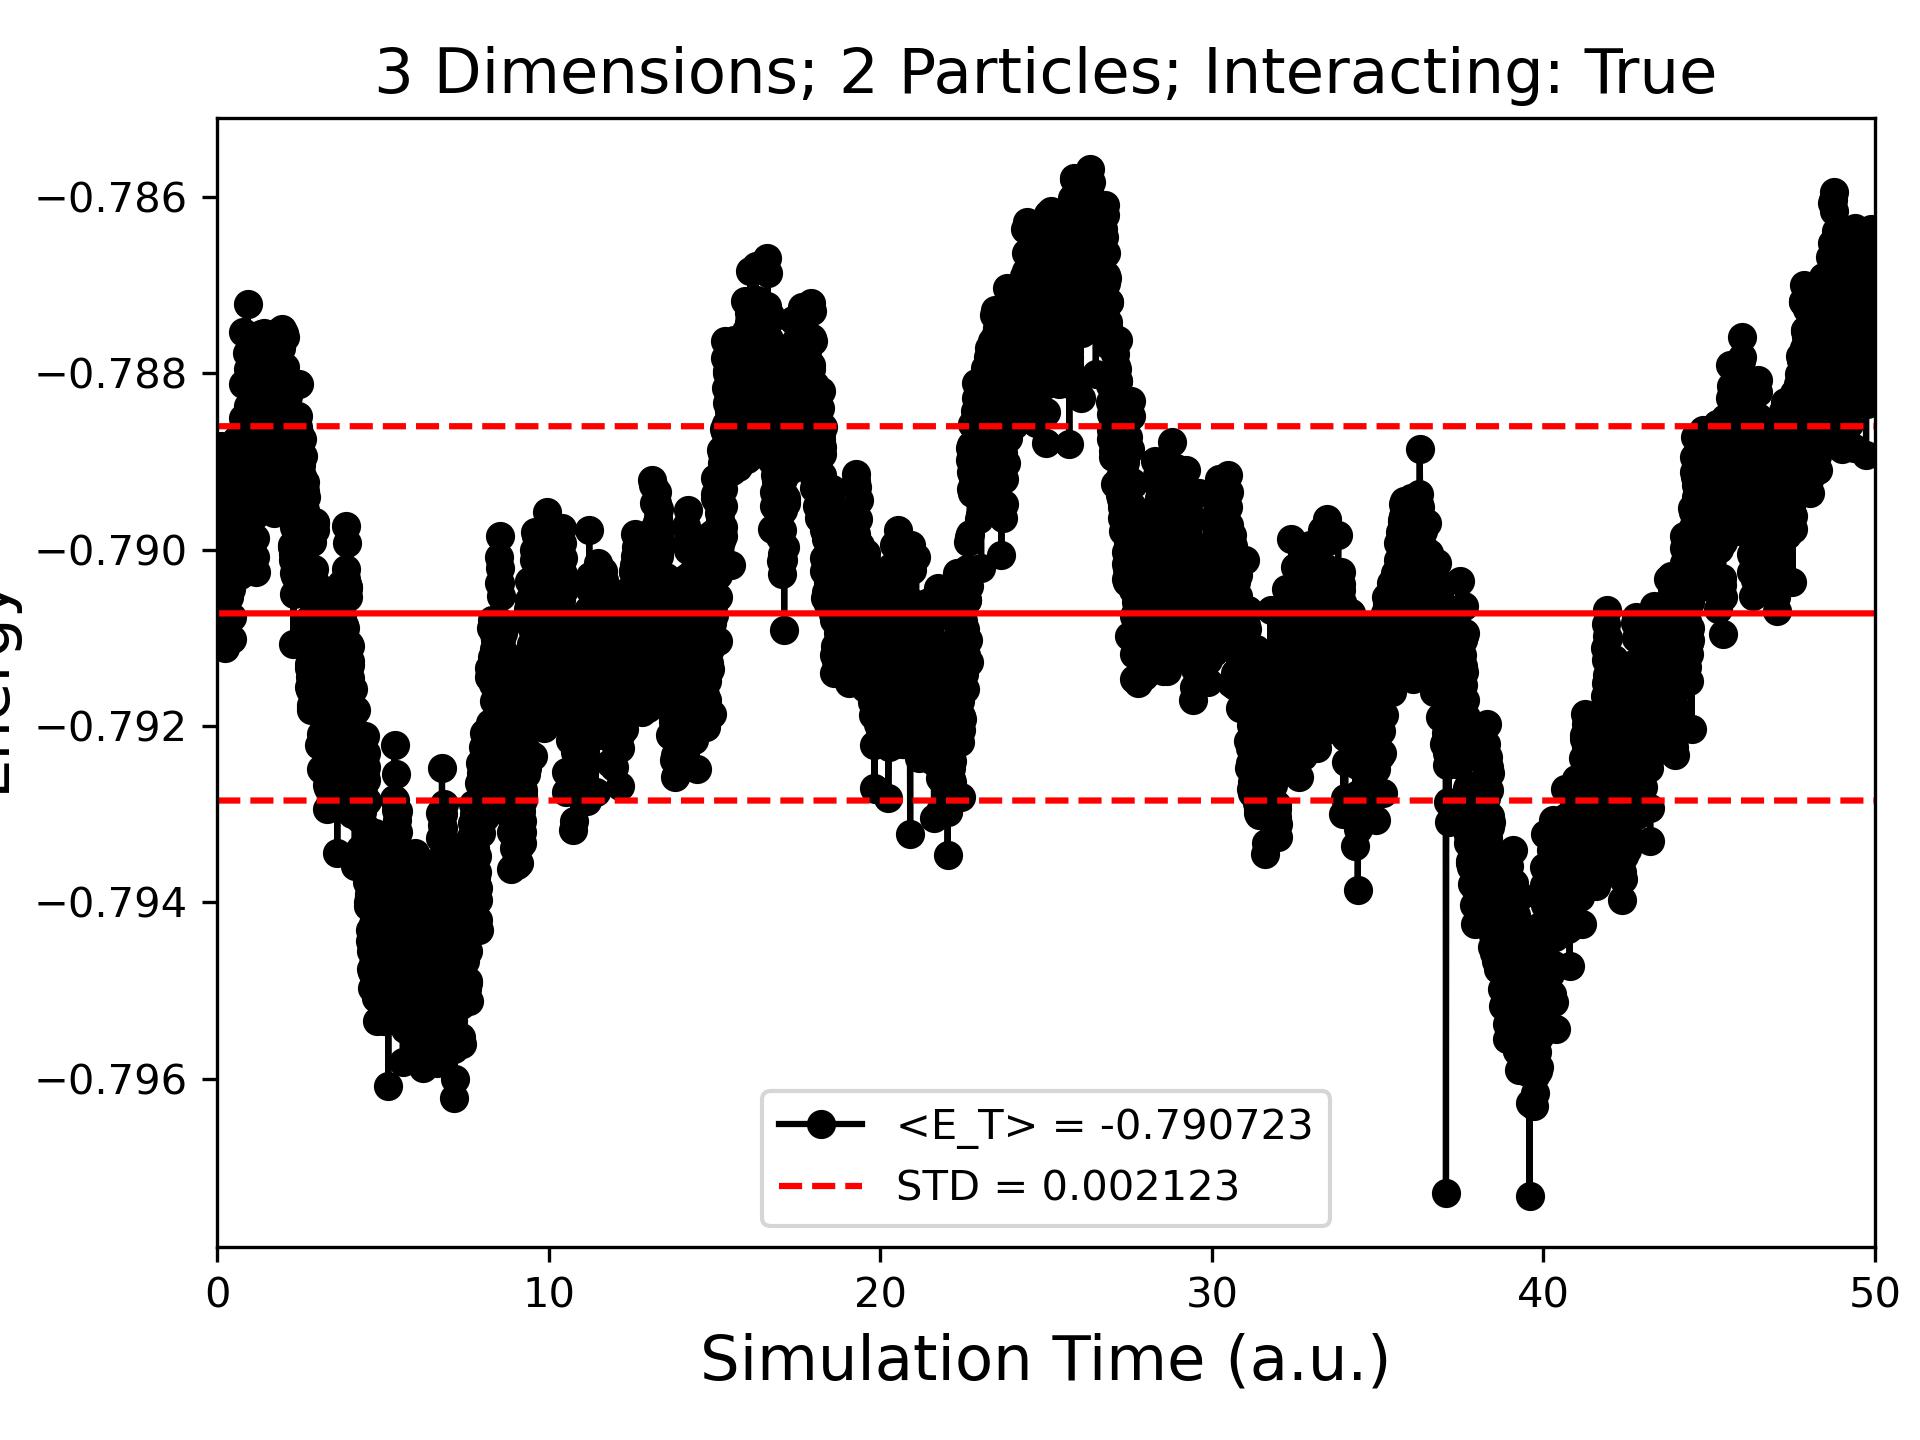 3 Dimensions; 2 Particles; Interacting: True
−0.786
−0.788
−0.790
−0.792
−0.794
−0.796
Energy
<E_T> = -0.790723
STD = 0.002123
0 10 20 30 40 50
Simulation Time (a.u.)